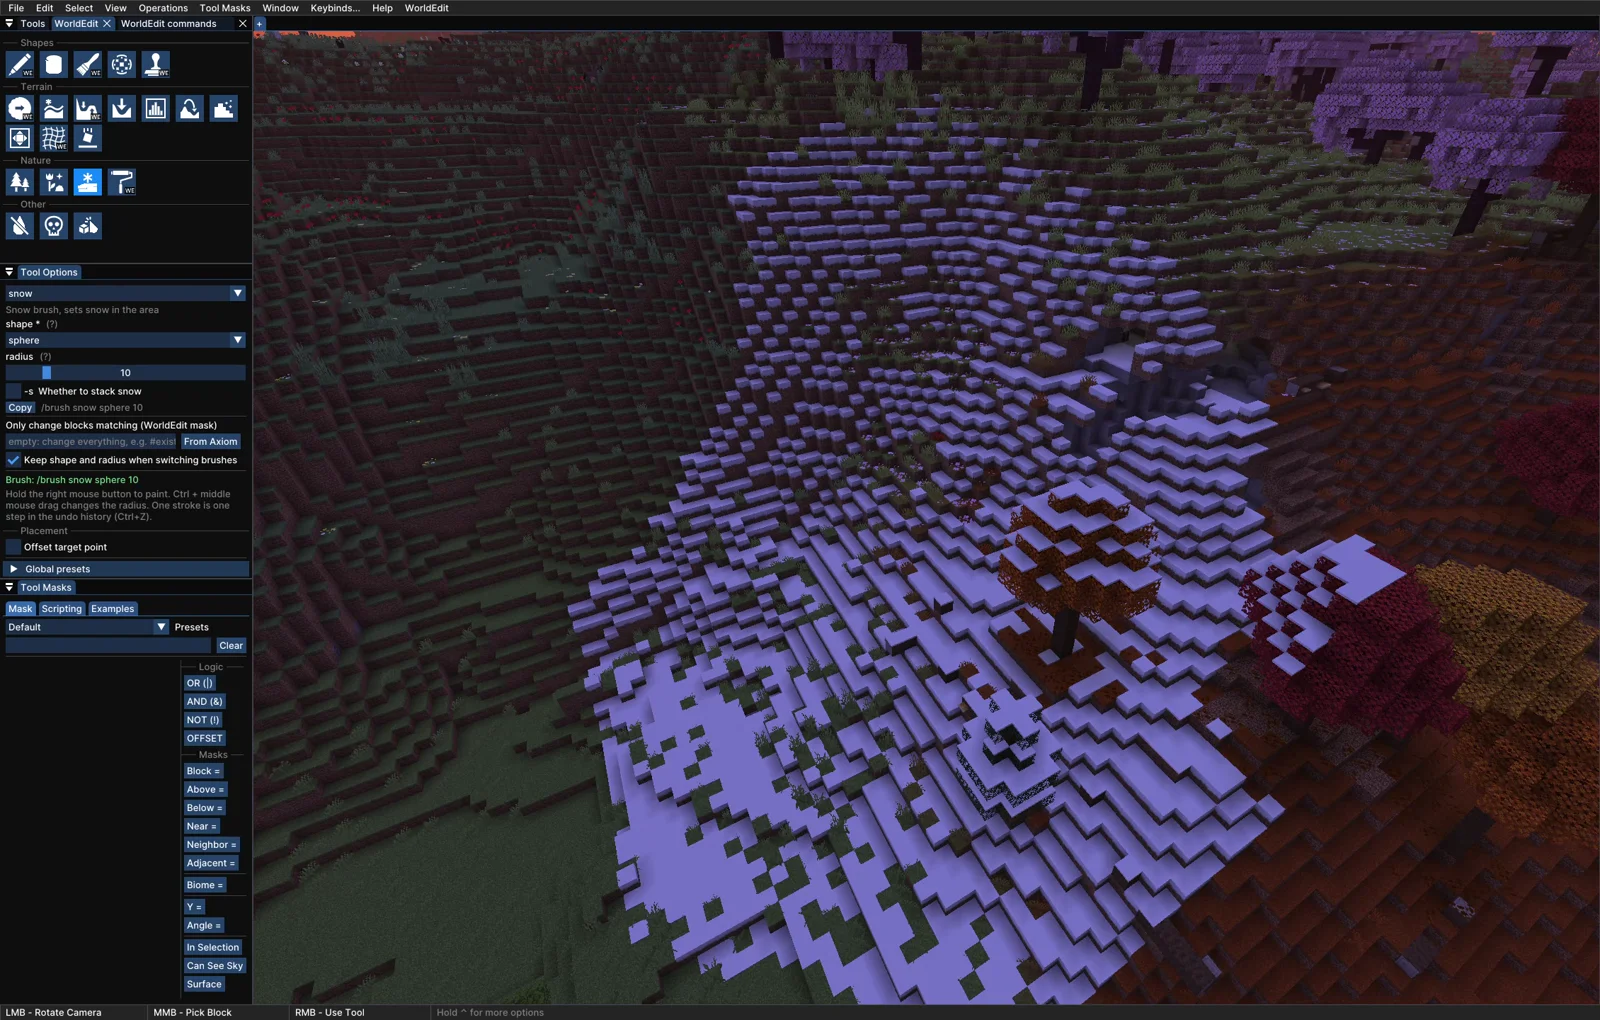 File Edit Select View Operations Tool Masks Window Keybinds... Help WorldEdit
Tools WorldEdit WorldEdit commands
Shapes
WE WE WE
Terrain
WE WE
WE
Nature
WE
Other
Tool Options
snow
Snow brush, sets snow in the area
shape * (?)
sphere
radius (?)
10
-s Whether to stack snow
Copy /brush snow sphere 10
Only change blocks matching (WorldEdit mask)
empty: change everything, e.g. #exist From Axiom
Keep shape and radius when switching brushes
Brush: /brush snow sphere 10
Hold the right mouse button to paint. Ctrl + middle
mouse drag changes the radius. One stroke is one
step in the undo history (Ctrl+Z).
Placement
Offset target point
Global presets
Tool Masks
Mask Scripting Examples
Default Presets
Clear
Logic
OR (|)
AND (&)
NOT (!)
OFFSET
Masks
Block =
Above =
Below =
Near =
Neighbor =
Adjacent =
Biome =
Y =
Angle =
In Selection
Can See Sky
Surface
LMB - Rotate Camera MMB - Pick Block RMB - Use Tool Hold ^ for more options